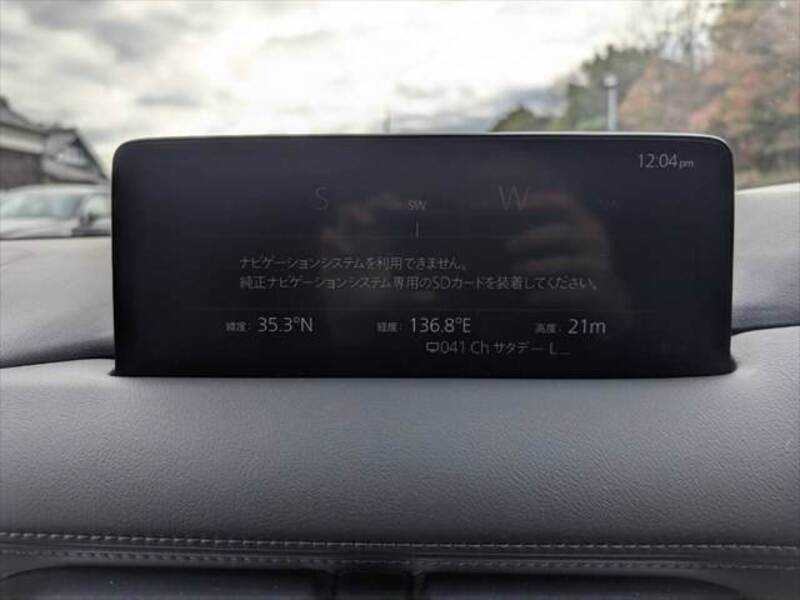 12:04pm
S SW W
ナビゲーションシステムを利用できません。
純正ナビゲーションシステム専用のSDカードを装着してください。
緯度: 35.3°N 経度: 136.8°E 高度: 21m
041 Ch サタデー L_